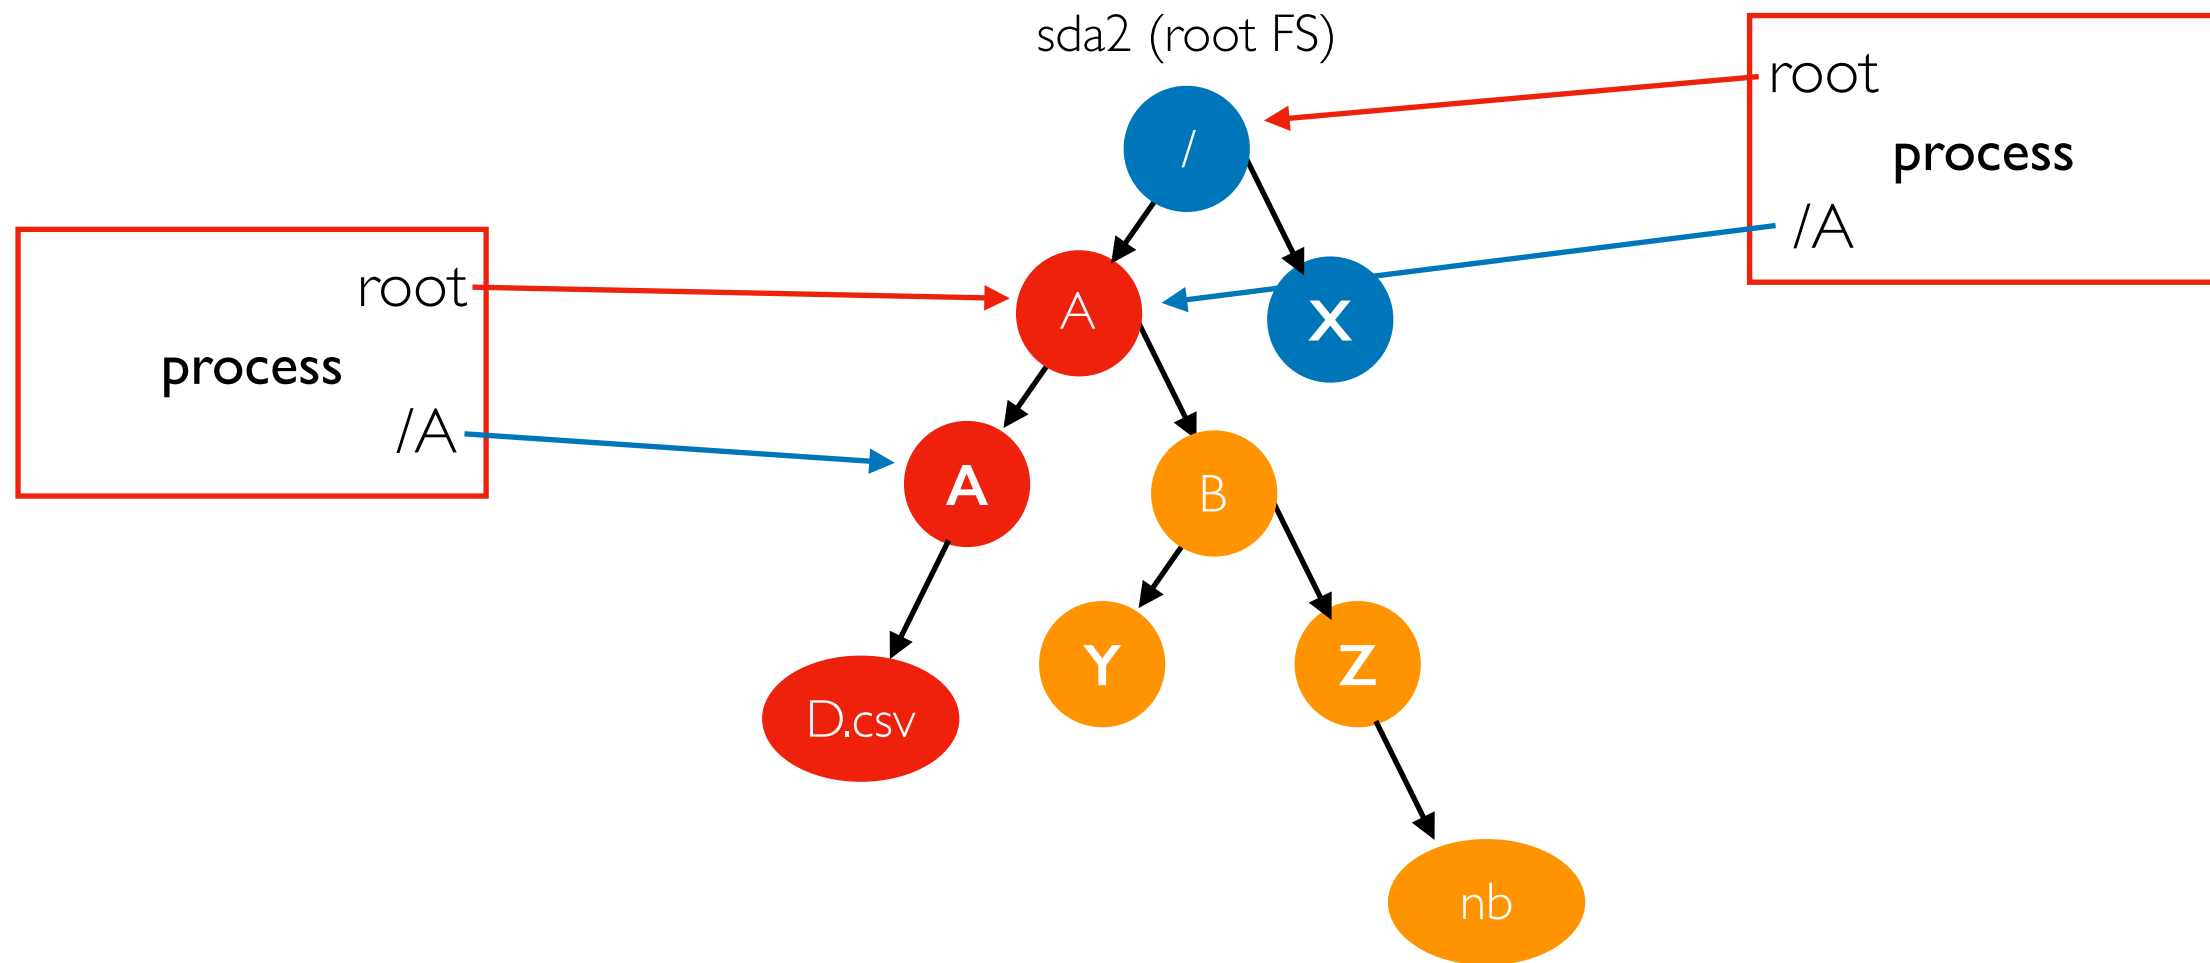 sda2 (root FS)
root
process
/A
/
root
process
/A
A
X
A
B
Y
Z
D.csv
nb